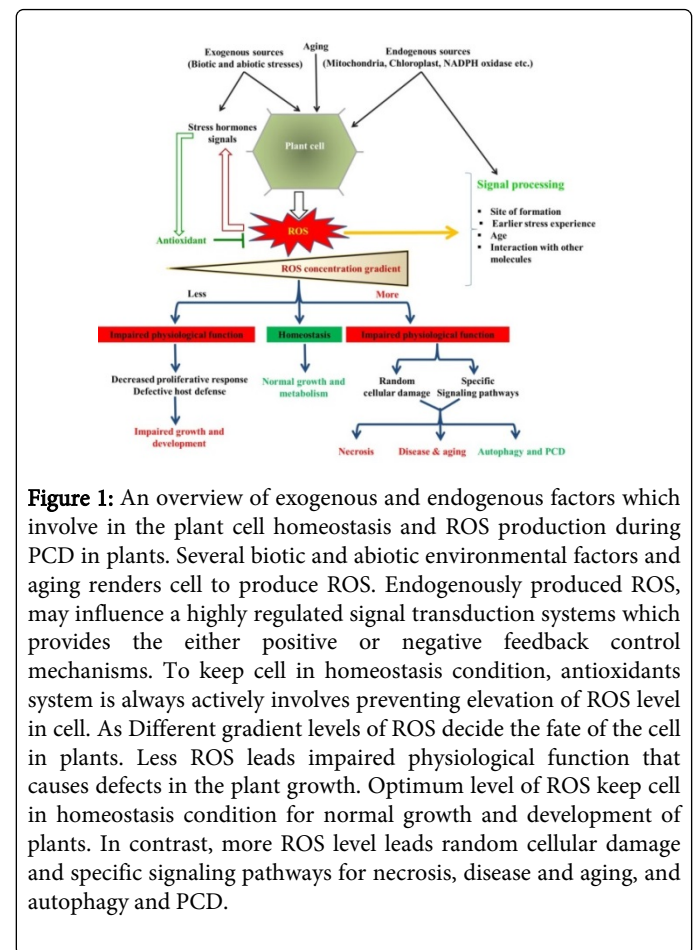 Exogenous sources
(Biotic and abiotic stresses)
Aging
Endogenous sources
(Mitochondria, Chloroplast, NADPH oxidase etc.)
Stress hormones
signals
Plant cell
Signal processing
▪ Site of formation
▪ Earlier stress experience
▪ Age
▪ Interaction with other
molecules
Antioxidant
ROS
ROS concentration gradient
Less
More
Impaired physiological function
Homeostasis
Impaired physiological function
Decreased proliferative response
Defective host defense
Normal growth and
metabolism
Random
cellular damage
Specific
Signaling pathways
Impaired growth and
development
Necrosis
Disease & aging
Autophagy and PCD
Figure 1: An overview of exogenous and endogenous factors which
involve in the plant cell homeostasis and ROS production during
PCD in plants. Several biotic and abiotic environmental factors and
aging renders cell to produce ROS. Endogenously produced ROS,
may influence a highly regulated signal transduction systems which
provides the either positive or negative feedback control
mechanisms. To keep cell in homeostasis condition, antioxidants
system is always actively involves preventing elevation of ROS level
in cell. As Different gradient levels of ROS decide the fate of the cell
in plants. Less ROS leads impaired physiological function that
causes defects in the plant growth. Optimum level of ROS keep cell
in homeostasis condition for normal growth and development of
plants. In contrast, more ROS level leads random cellular damage
and specific signaling pathways for necrosis, disease and aging, and
autophagy and PCD.